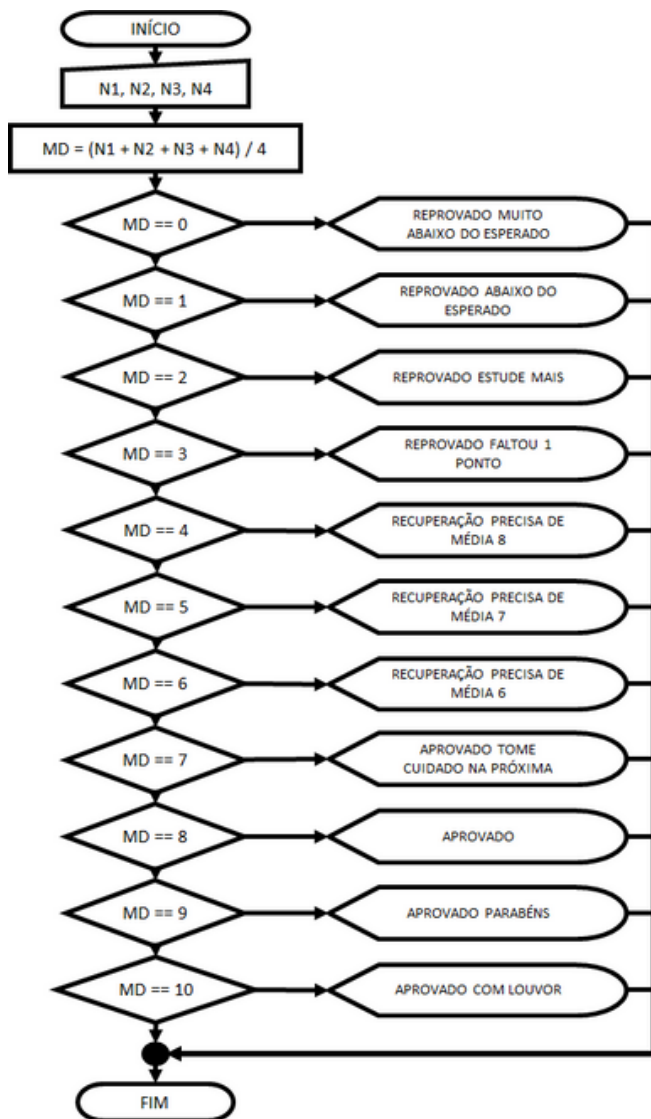 INÍCIO
N1, N2, N3, N4
MD = (N1 + N2 + N3 + N4) / 4
MD == 0
REPROVADO MUITO
ABAIXO DO ESPERADO
MD == 1
REPROVADO ABAIXO DO
ESPERADO
MD == 2
REPROVADO ESTUDE MAIS
MD == 3
REPROVADO FALTOU 1
PONTO
MD == 4
RECUPERAÇÃO PRECISA DE
MÉDIA 8
MD == 5
RECUPERAÇÃO PRECISA DE
MÉDIA 7
MD == 6
RECUPERAÇÃO PRECISA DE
MÉDIA 6
MD == 7
APROVADO TOME
CUIDADO NA PRÓXIMA
MD == 8
APROVADO
MD == 9
APROVADO PARABÉNS
MD == 10
APROVADO COM LOUVOR
FIM